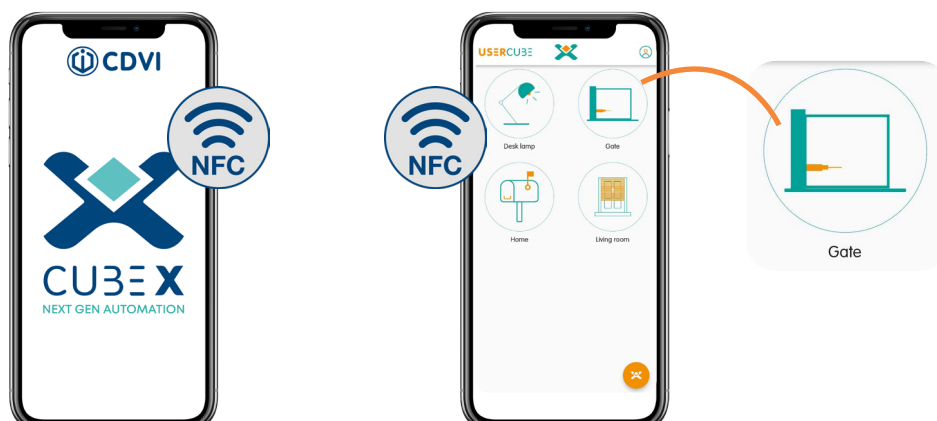 CDVI
NFC
CUBE X
NEXT GEN AUTOMATION
NFC
USERCUBE
Desk lamp
Gate
Home
Living room
Gate